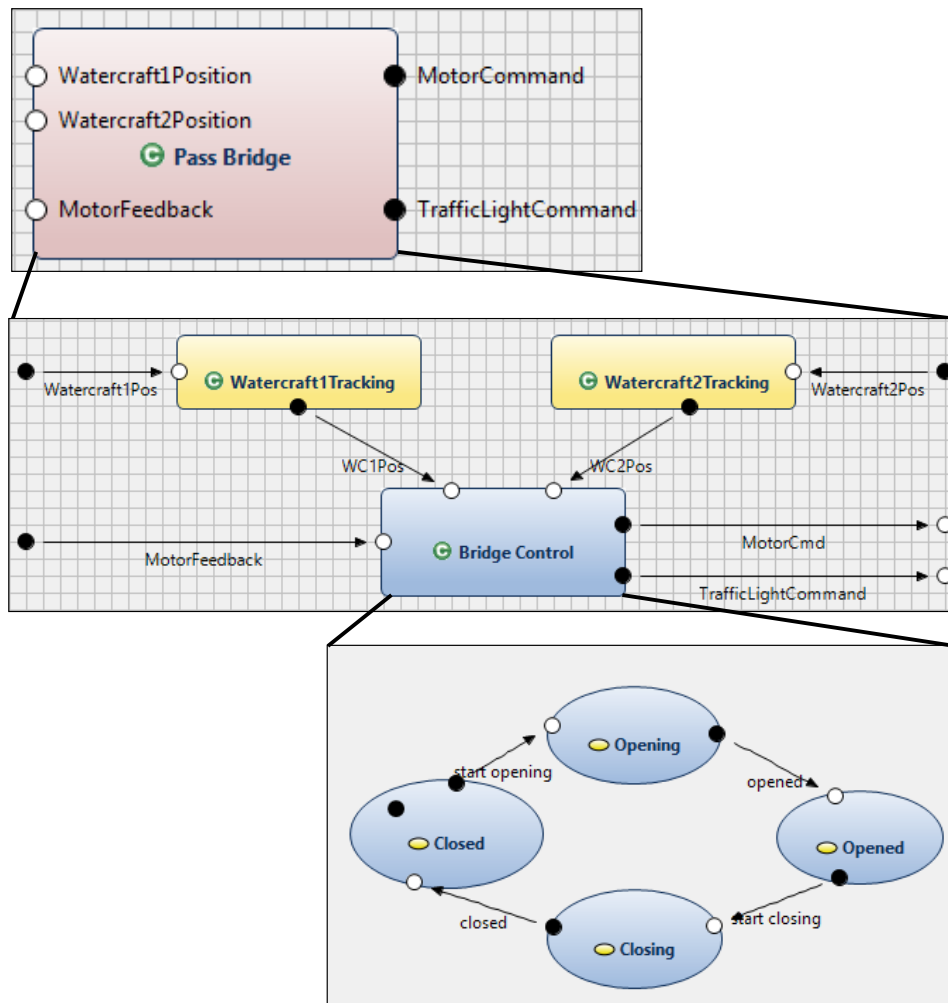 Watercraft1Position
MotorCommand
Watercraft2Position
C Pass Bridge
MotorFeedback
TrafficLightCommand
C Watercraft1Tracking
C Watercraft2Tracking
Watercraft1Pos
Watercraft2Pos
WC1Pos
WC2Pos
C Bridge Control
MotorCmd
MotorFeedback
TrafficLightCommand
Opening
start opening
opened
Closed
Opened
closed
start closing
Closing